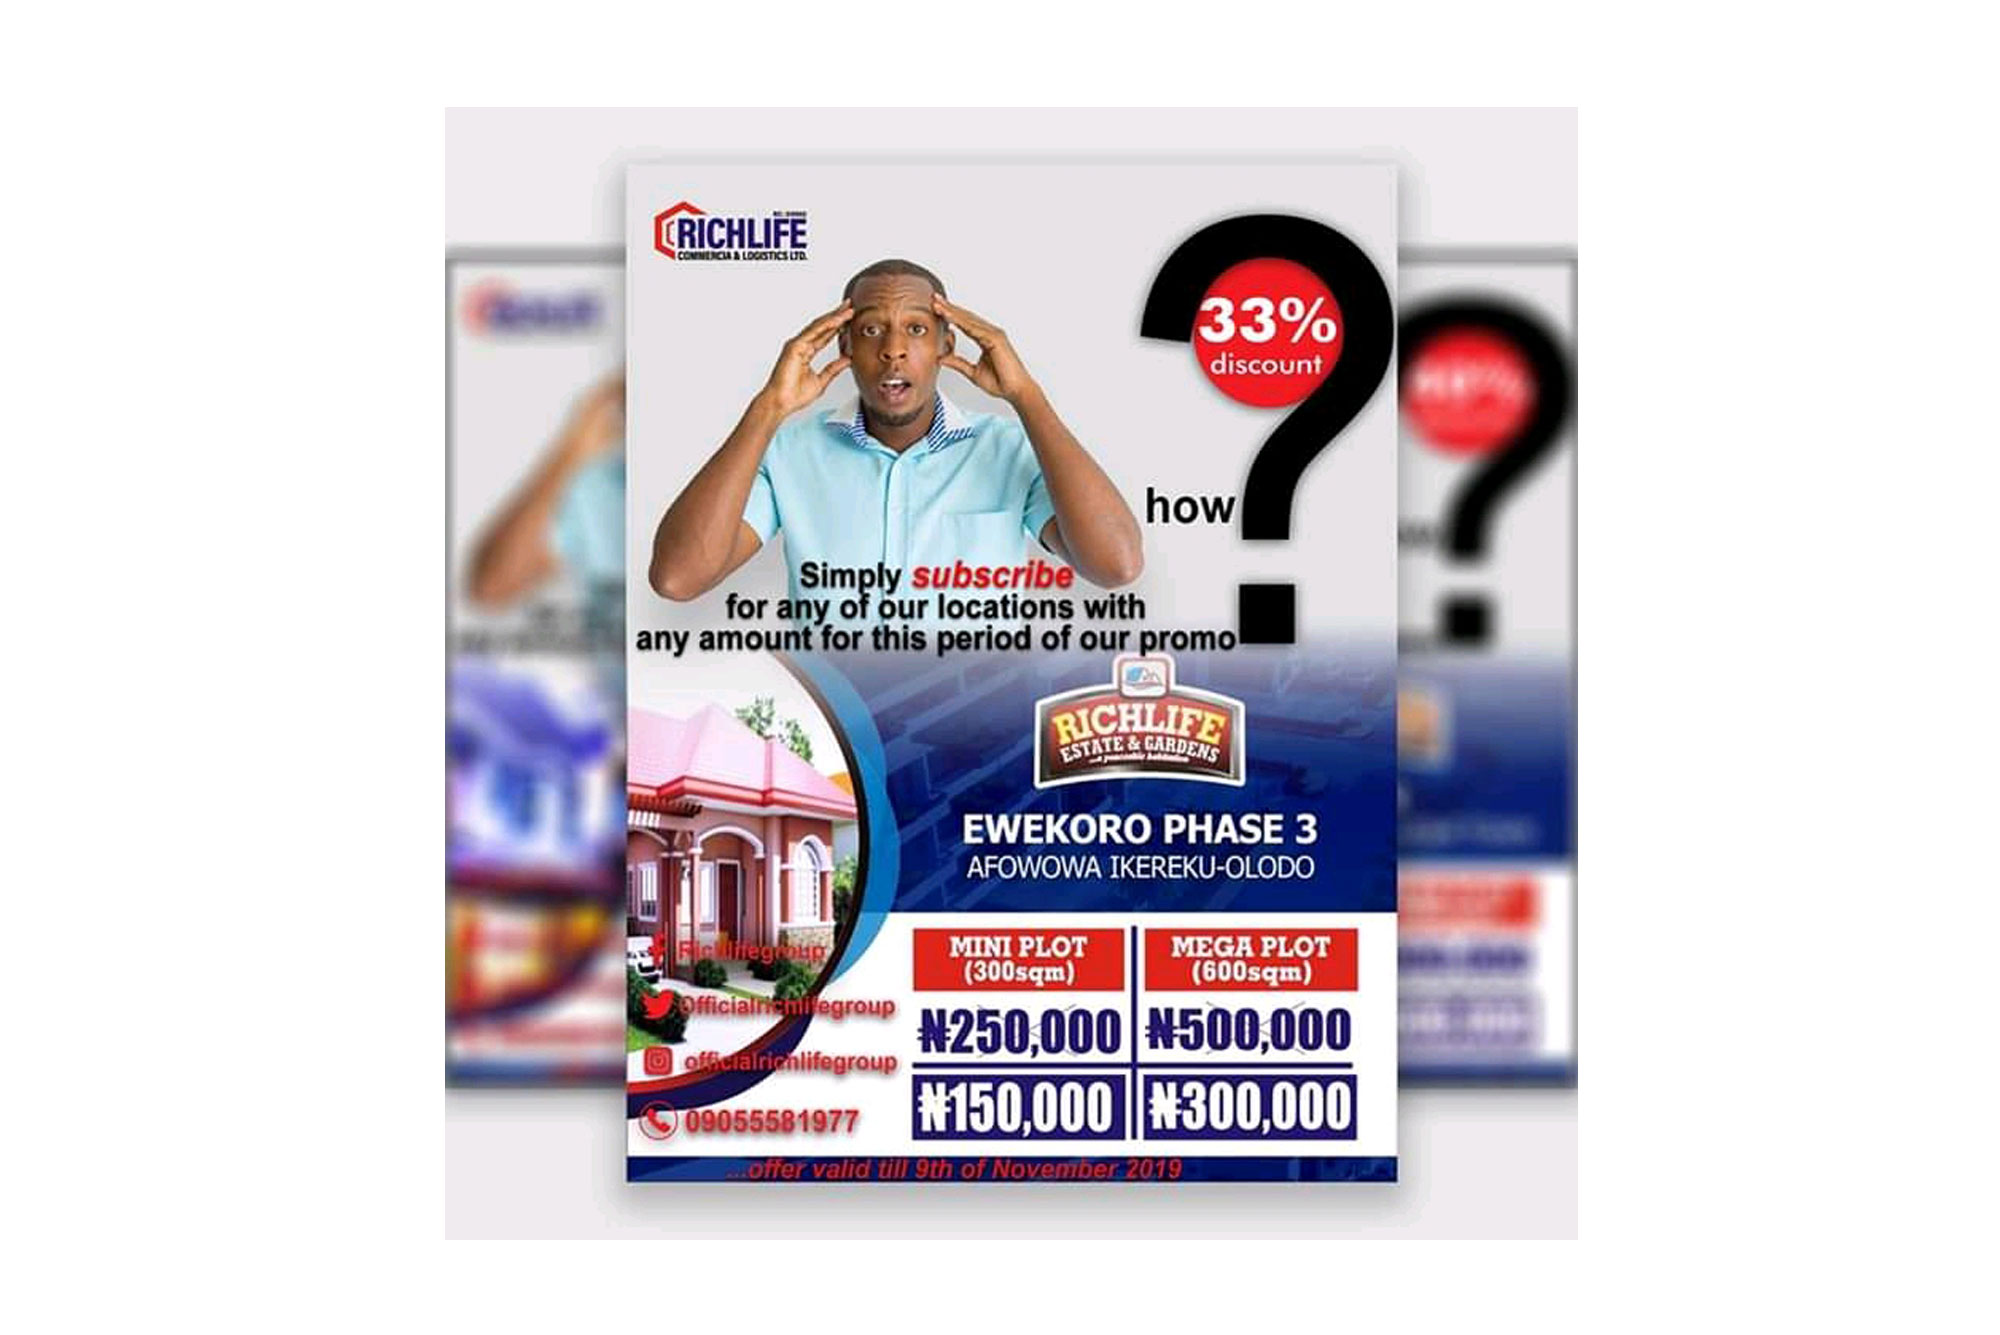 RICHLIFE
COMMERCIA & LOGISTICS LTD.
33%
discount
how
Simply subscribe
for any of our locations with
any amount for this period of our promo
RICHLIFE
ESTATE & GARDENS
EWEKORO PHASE 3
AFOWOWA IKEREKU-OLODO
MINI PLOT
(300sqm)
MEGA PLOT
(600sqm)
₦250,000
₦500,000
₦150,000
₦300,000
Richlifegroup
Officialrichlifegroup
officialrichlifegroup
09055581977
...offer valid till 9th of November 2019